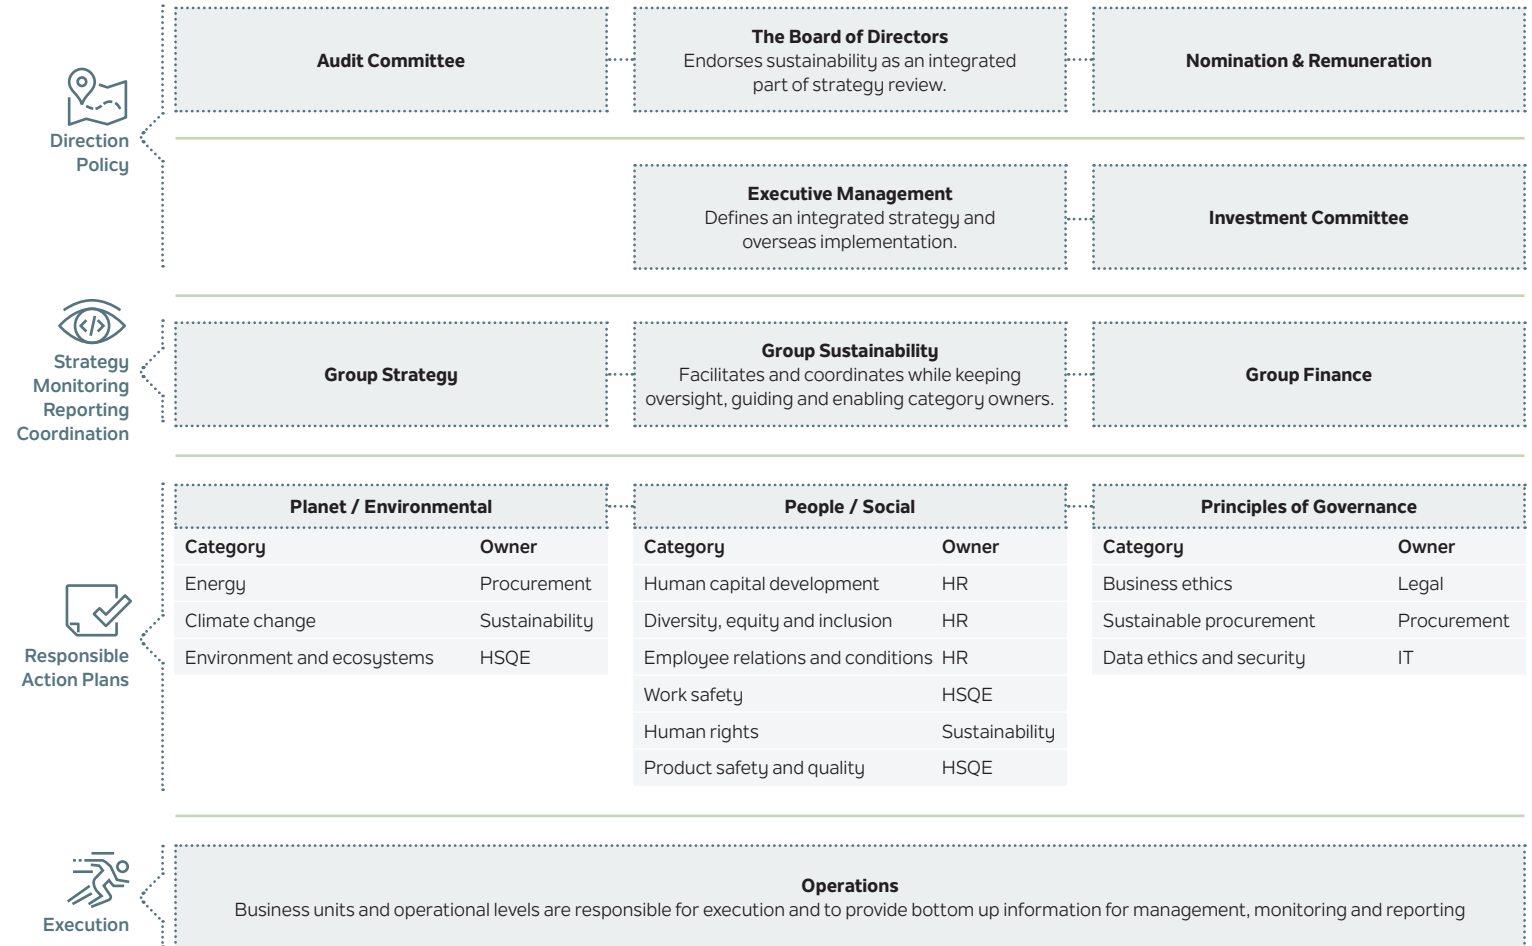 Direction
Policy
Audit Committee
The Board of Directors
Endorses sustainability as an integrated
part of strategy review.
Nomination & Remuneration
Executive Management
Defines an integrated strategy and
overseas implementation.
Investment Committee
Strategy
Monitoring
Reporting
Coordination
Group Strategy
Group Sustainability
Facilitates and coordinates while keeping
oversight, guiding and enabling category owners.
Group Finance
Responsible
Action Plans
Planet / Environmental
Category Owner
Energy Procurement
Climate change Sustainability
Environment and ecosystems HSQE
People / Social
Category Owner
Human capital development HR
Diversity, equity and inclusion HR
Employee relations and conditions HR
Work safety HSQE
Human rights Sustainability
Product safety and quality HSQE
Principles of Governance
Category Owner
Business ethics Legal
Sustainable procurement Procurement
Data ethics and security IT
Execution
Operations
Business units and operational levels are responsible for execution and to provide bottom up information for management, monitoring and reporting